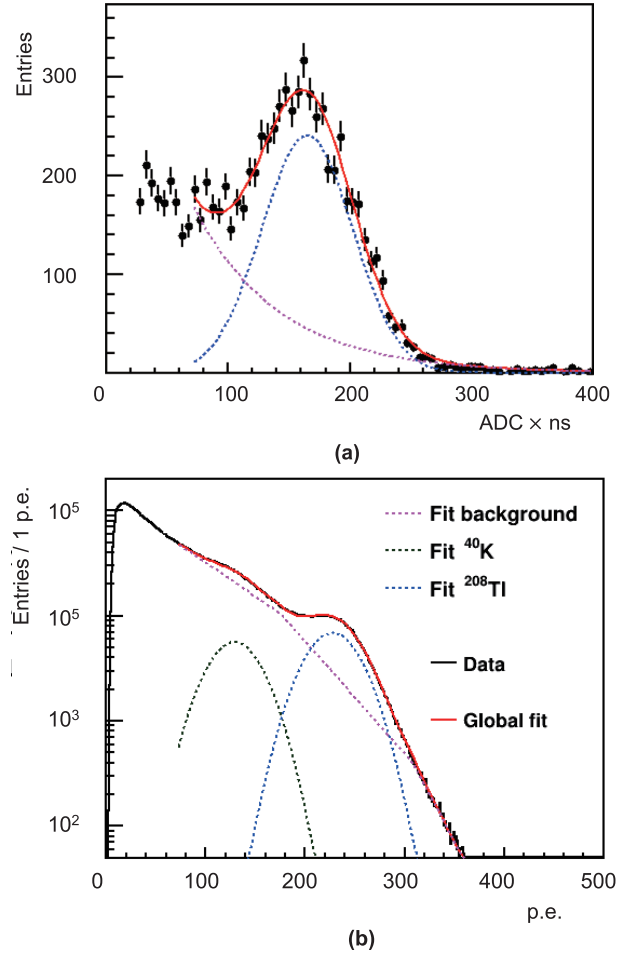 Entries
300
200
100
0 100 200 300 400
ADC × ns
(a)
Entries / 1 p.e.
10⁵
10⁵
10³
10²
Fit background
Fit ⁴⁰K
Fit ²⁰⁸Tl
Data
Global fit
0 100 200 300 400 500
p.e.
(b)